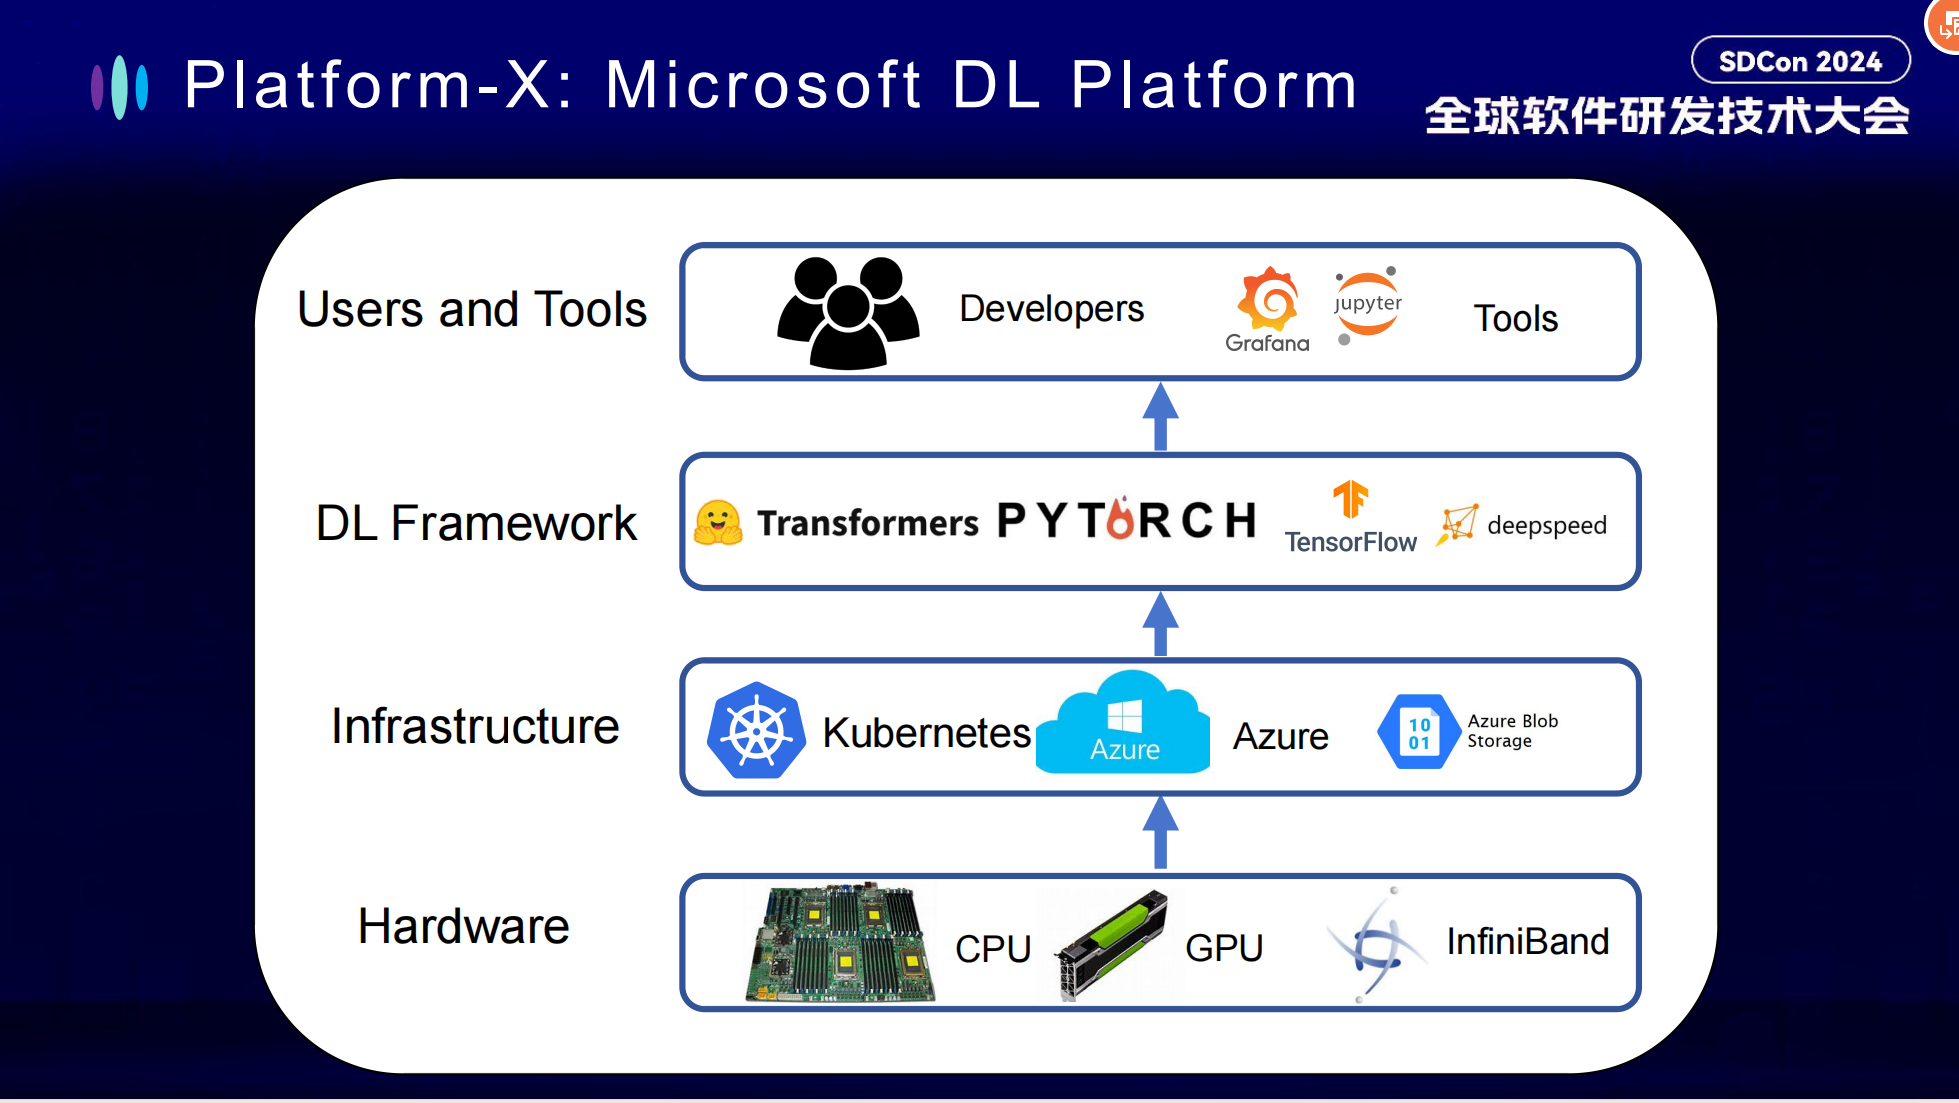 Platform-X: Microsoft DL Platform
SDCon 2024
全球软件研发技术大会
Users and Tools
Developers
Grafana
jupyter
Tools
DL Framework
Transformers
PYTORCH
TensorFlow
deepspeed
Infrastructure
Kubernetes
Azure
Azure
10
01
Azure Blob
Storage
Hardware
CPU
GPU
InfiniBand